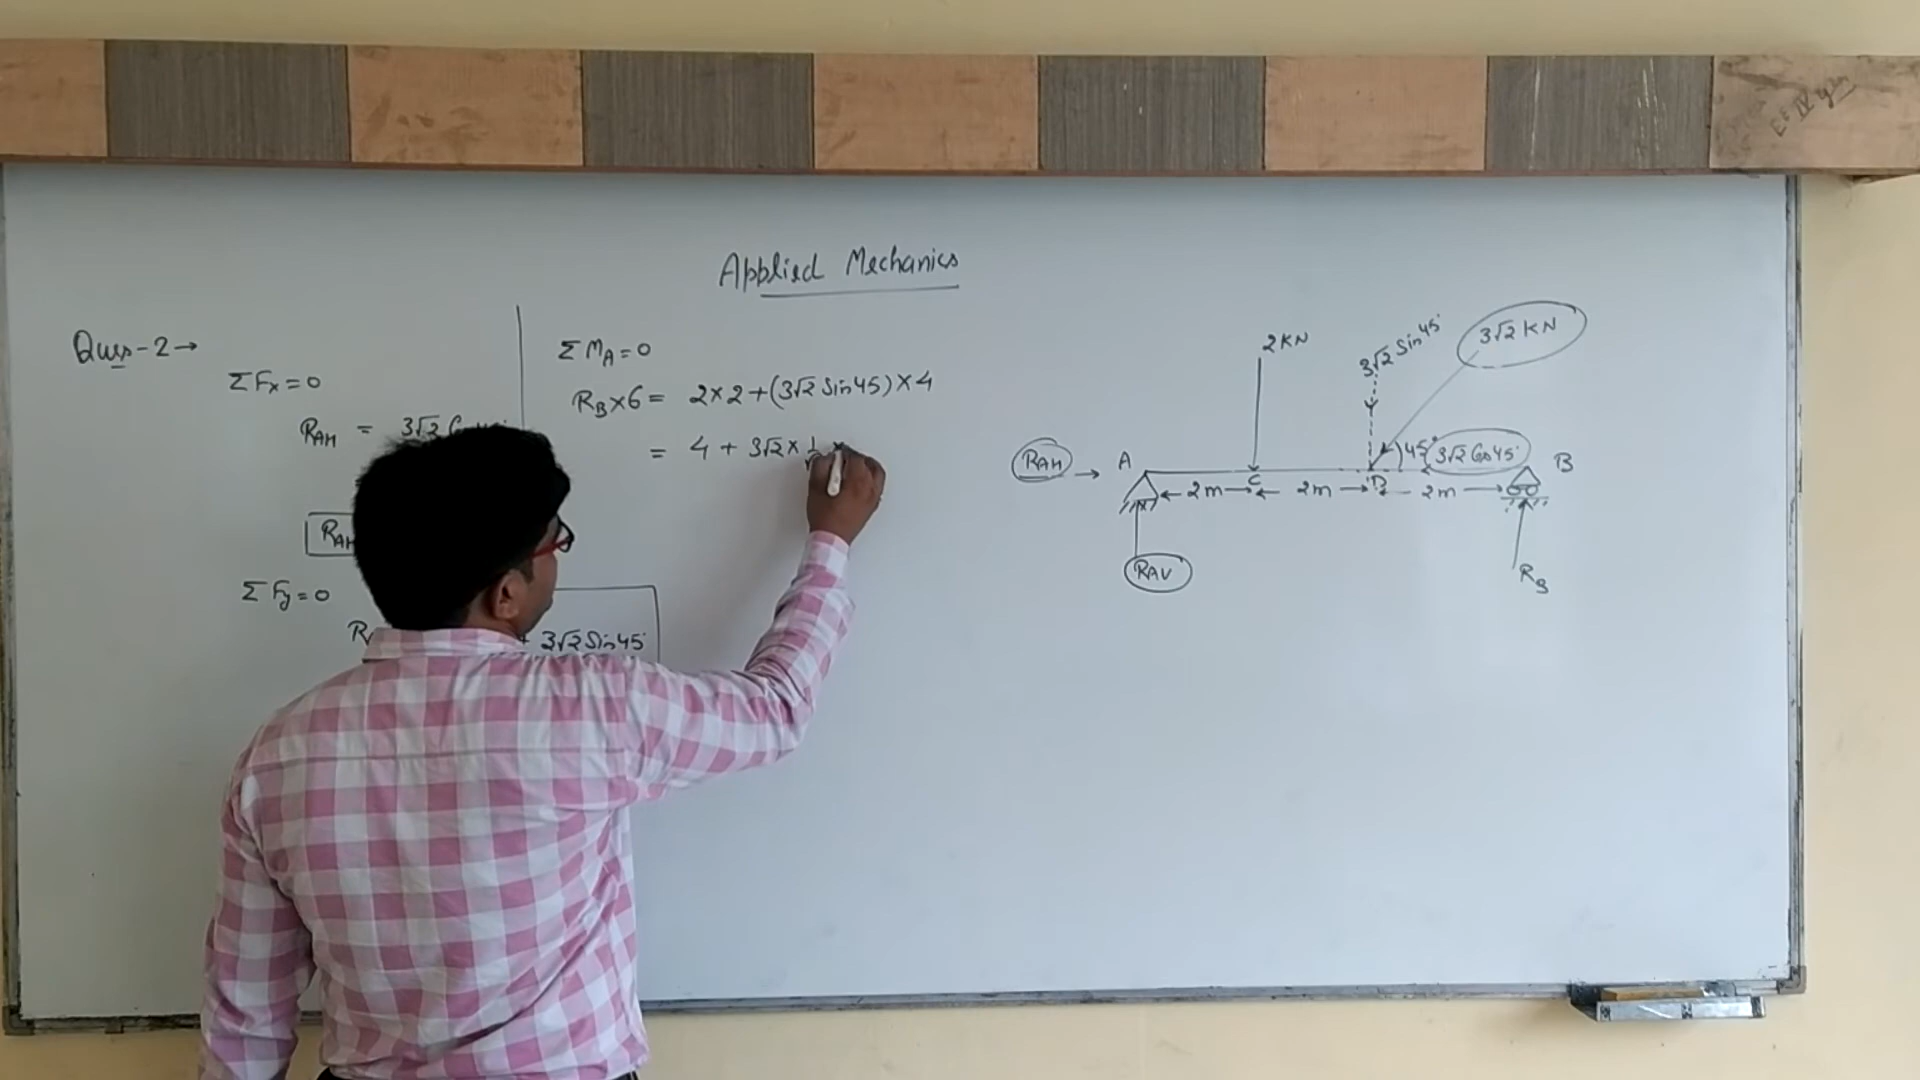 Applied Mechanics
Ques-2→
ΣFx=0
RAH = 3√2
RAH
ΣFy=0
+ 3√2 Sin45°
ΣMA=0
RB×6 = 2×2+(3√2 Sin45)×4
= 4 + 3√2×
2KN
3√2 Sin45°
3√2 KN
RAH → A
45° 3√2 Cos45°
B
2m C 2m D 2m
RAV
RB